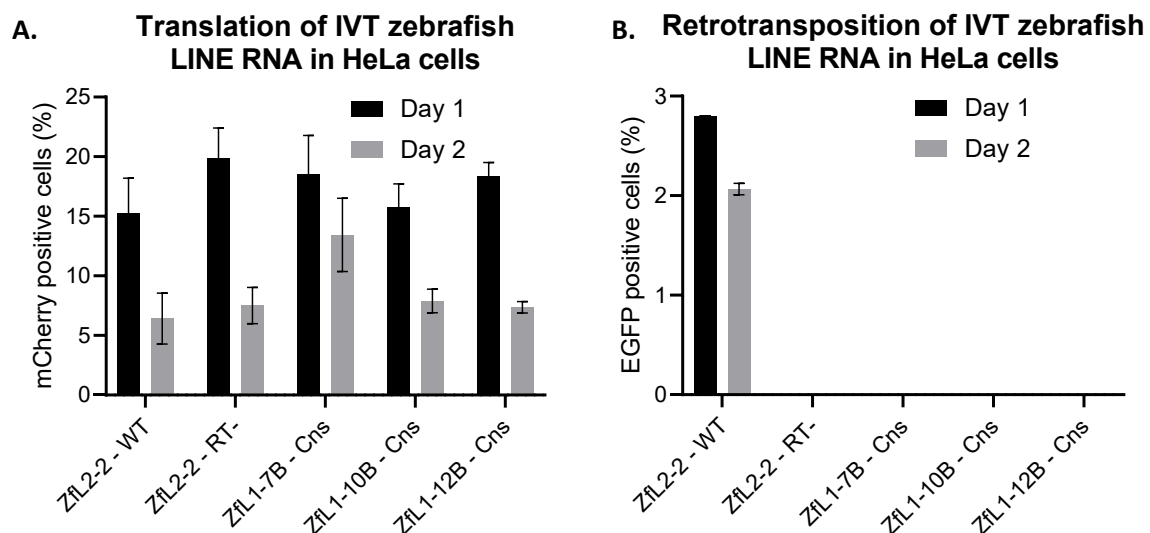 A.
Translation of IVT zebrafish
LINE RNA in HeLa cells
mCherry positive cells (%)
25
20
15
10
5
0
Day 1
Day 2
ZfL2-2 - WT
ZfL2-2 - RT-
ZfL1-7B - Cns
ZfL1-10B - Cns
ZfL1-12B - Cns
B.
Retrotransposition of IVT zebrafish
LINE RNA in HeLa cells
EGFP positive cells (%)
3
2
1
0
Day 1
Day 2
ZfL2-2 - WT
ZfL2-2 - RT-
ZfL1-7B - Cns
ZfL1-10B - Cns
ZfL1-12B - Cns